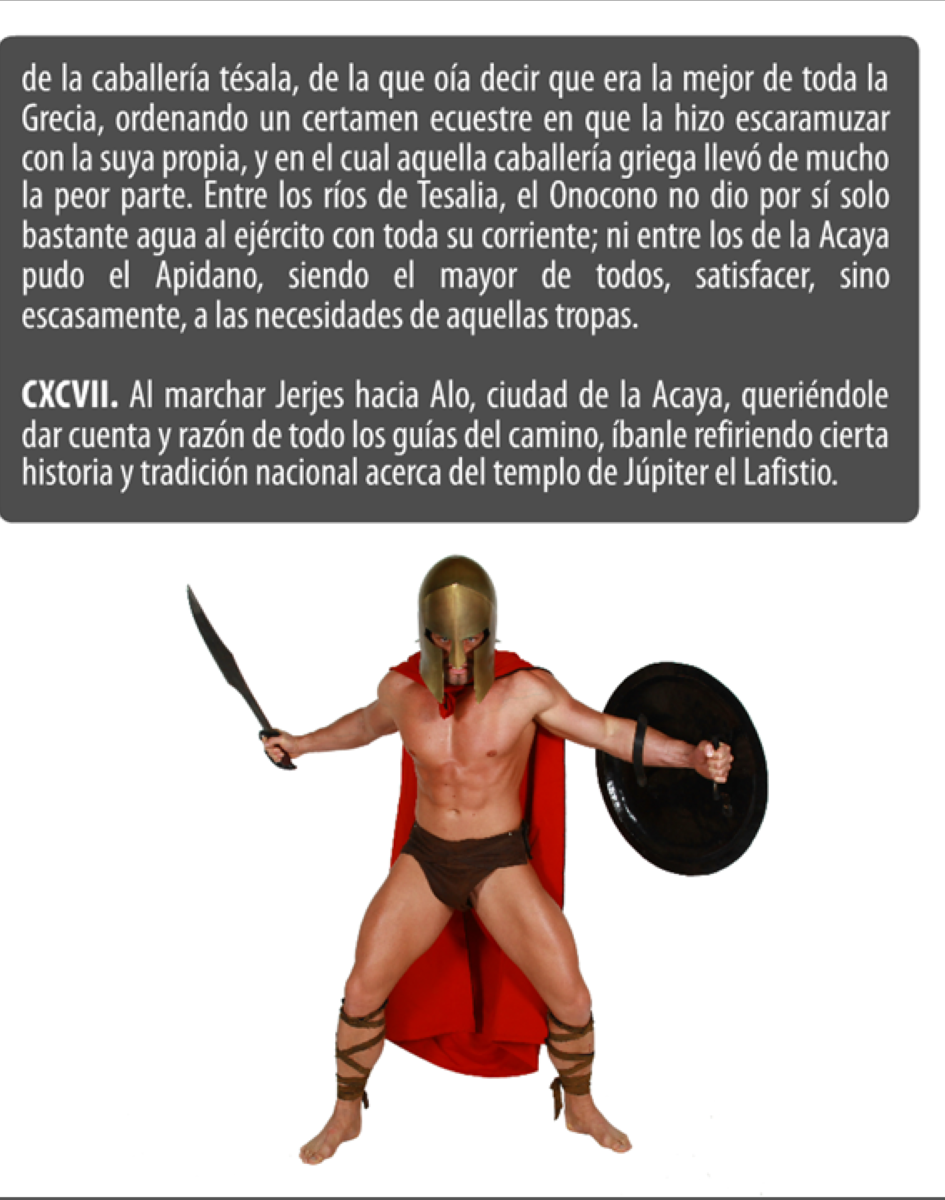 de la caballería tésala, de la que oía decir que era la mejor de toda la
Grecia, ordenando un certamen ecuestre en que la hizo escaramuzar
con la suya propia, y en el cual aquella caballería griega llevó de mucho
la peor parte. Entre los ríos de Tesalia, el Onocono no dio por sí solo
bastante agua al ejército con toda su corriente; ni entre los de la Acaya
pudo el Apidano, siendo el mayor de todos, satisfacer, sino
escasamente, a las necesidades de aquellas tropas.
CXCVII. Al marchar Jerjes hacia Alo, ciudad de la Acaya, queriéndole
dar cuenta y razón de todo los guías del camino, íbanle refiriendo cierta
historia y tradición nacional acerca del templo de Júpiter el Lafistio.